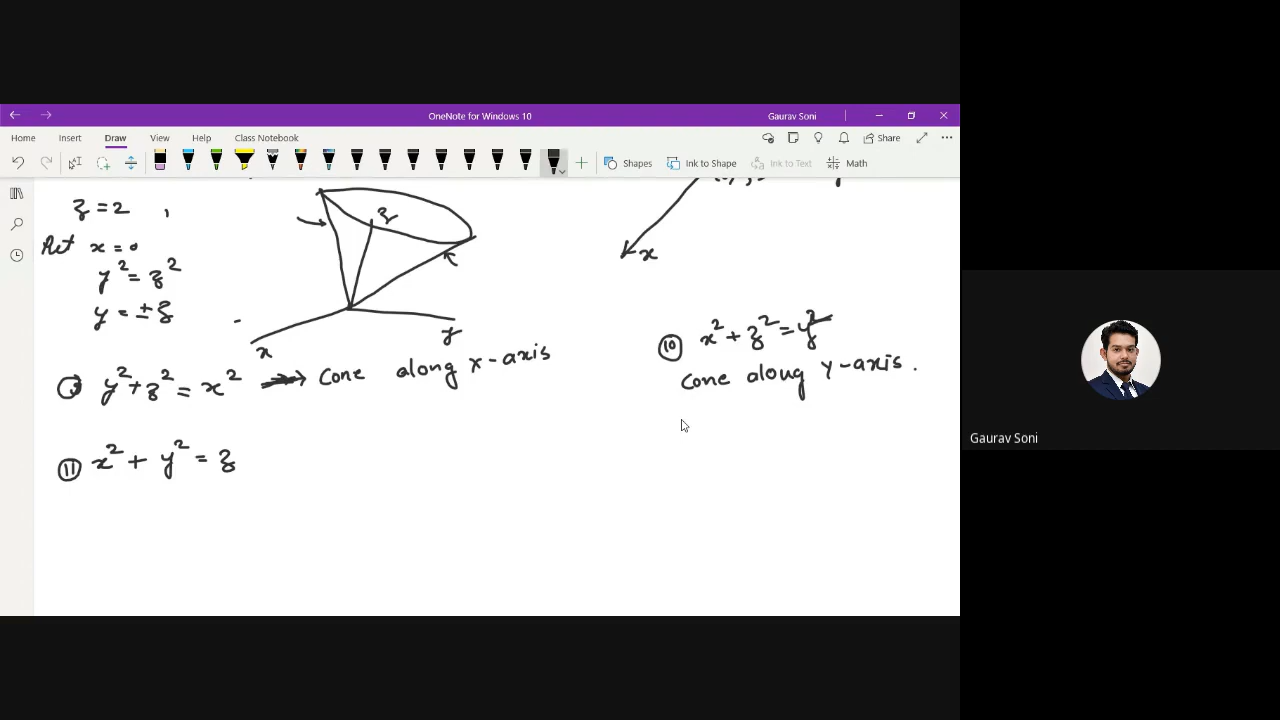 OneNote for Windows 10
Gaurav Soni
Home Insert Draw View Help Class Notebook
Share
Shapes Ink to Shape Ink to Text Math
z = 2 ,
Put x = 0
y² = z²
y = ± z
z
x
y
x
y² + z² = x² → Cone along x-axis
⑩ x² + z² = y²
Cone along Y-axis.
⑪ x² + y² = z
Gaurav Soni